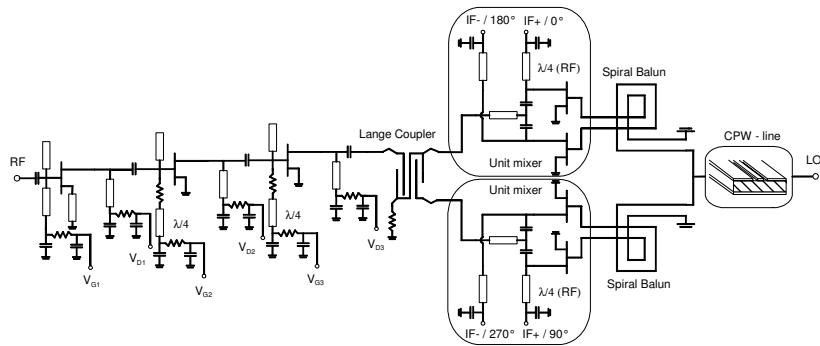 IF- / 180°
IF+ / 0°
λ/4 (RF)
Spiral Balun
Lange Coupler
CPW - line
RF
LO
Unit mixer
Unit mixer
λ/4
λ/4
V_D1
V_D2
V_D3
V_G1
V_G2
V_G3
λ/4 (RF)
Spiral Balun
IF- / 270°
IF+ / 90°